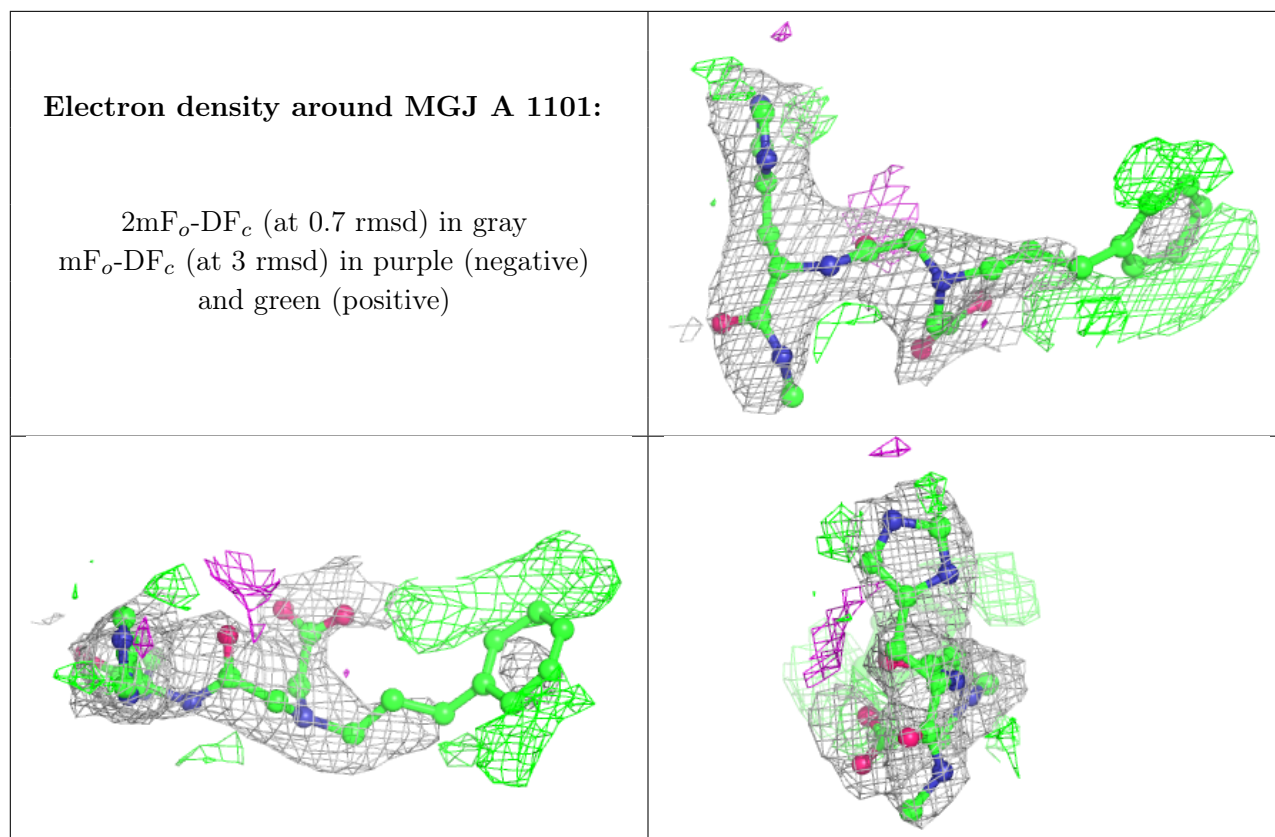 Electron density around MGJ A 1101:
2mFo-DFc (at 0.7 rmsd) in gray
mFo-DFc (at 3 rmsd) in purple (negative)
and green (positive)